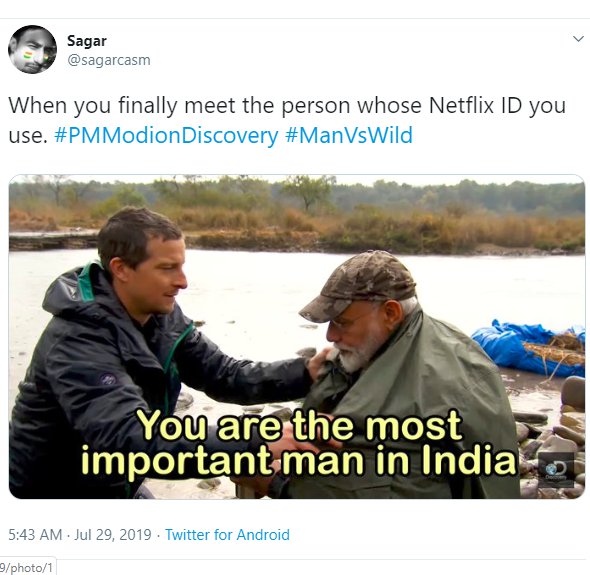 Sagar
@sagarcasm
When you finally meet the person whose Netflix ID you
use. #PMModionDiscovery #ManVsWild
You are the most
important man in India
Discovery
5:43 AM · Jul 29, 2019 · Twitter for Android
9/photo/1